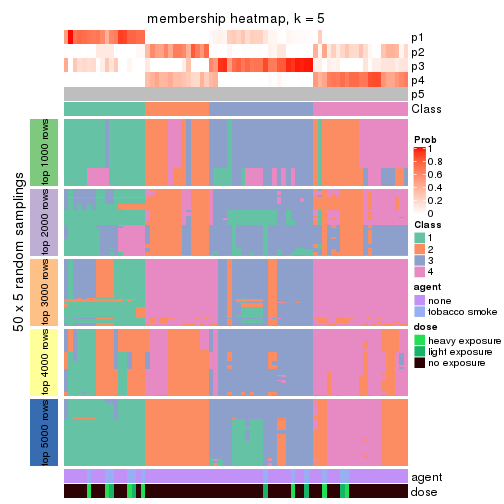 membership heatmap, k = 5
p1
p2
p3
p4
p5
Class
50 x 5 random samplings
top 1000 rows
top 2000 rows
top 3000 rows
top 4000 rows
top 5000 rows
agent
dose
Prob
1
0.8
0.6
0.4
0.2
0
Class
1
2
3
4
agent
none
tobacco smoke
dose
heavy exposure
light exposure
no exposure